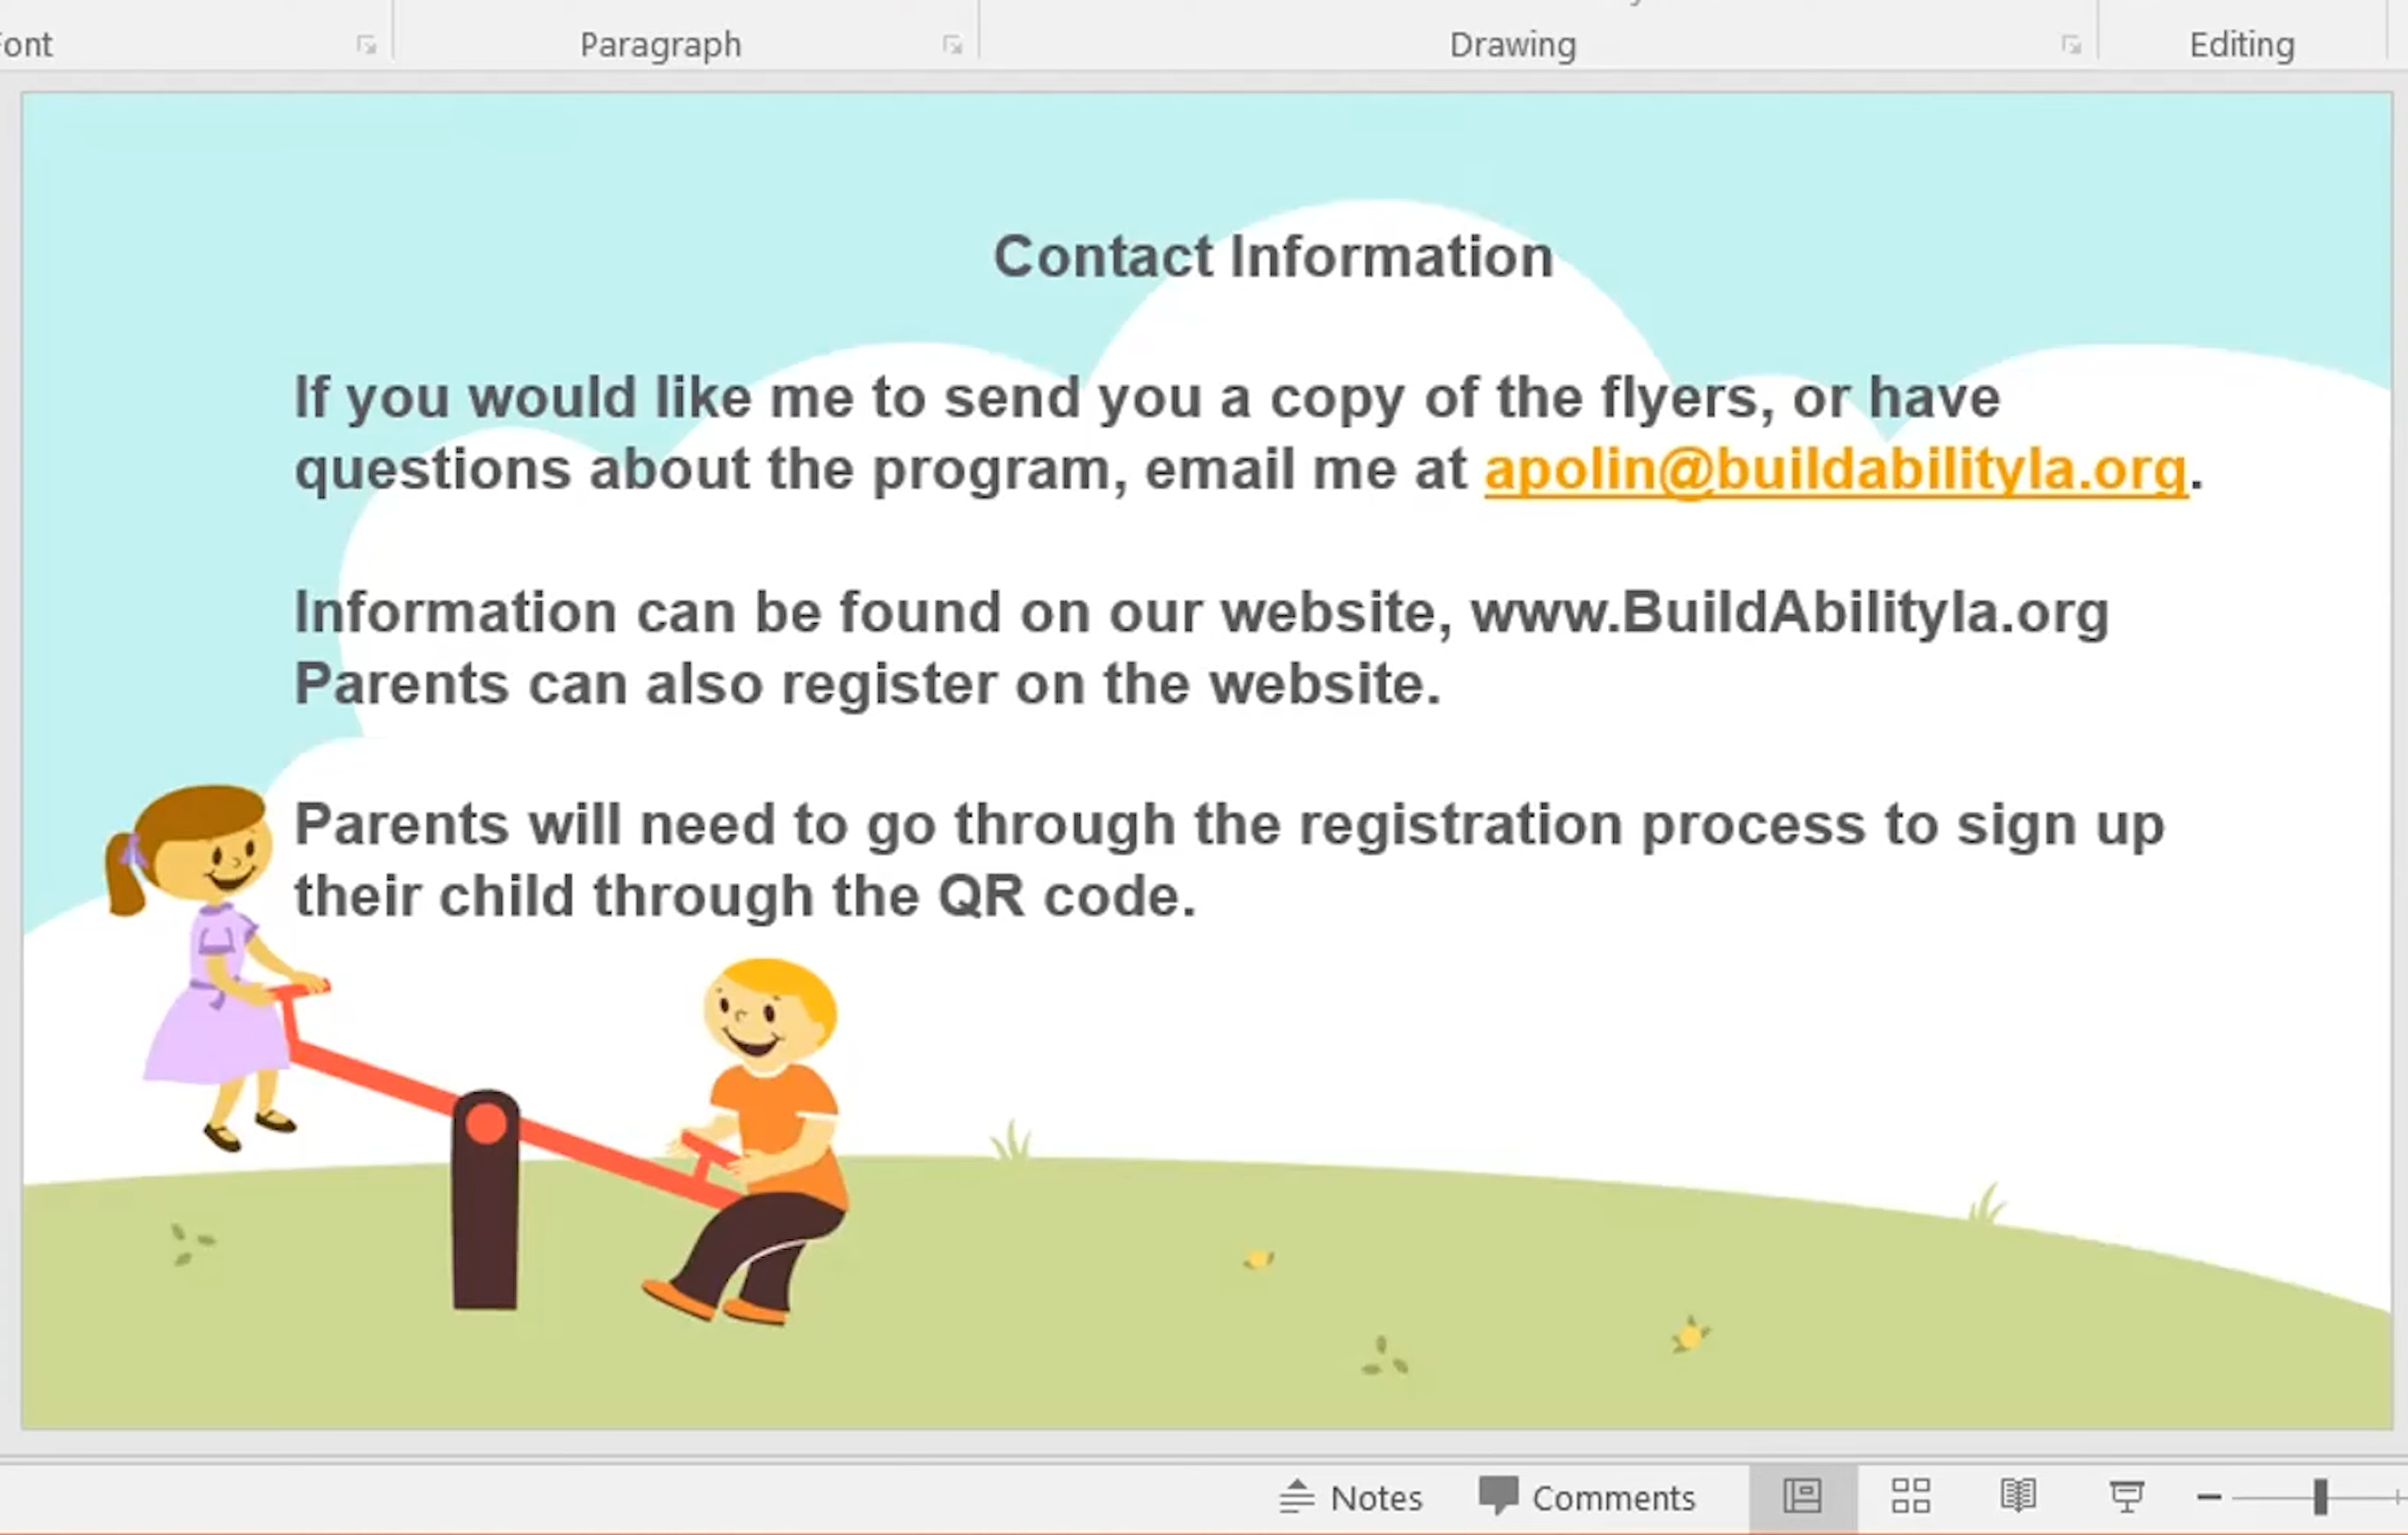 Paragraph
Drawing
Editing
Contact Information
If you would like me to send you a copy of the flyers, or have
questions about the program, email me at apolin@buildabilityla.org.
Information can be found on our website, www.BuildAbilityla.org
Parents can also register on the website.
Parents will need to go through the registration process to sign up
their child through the QR code.
Notes
Comments